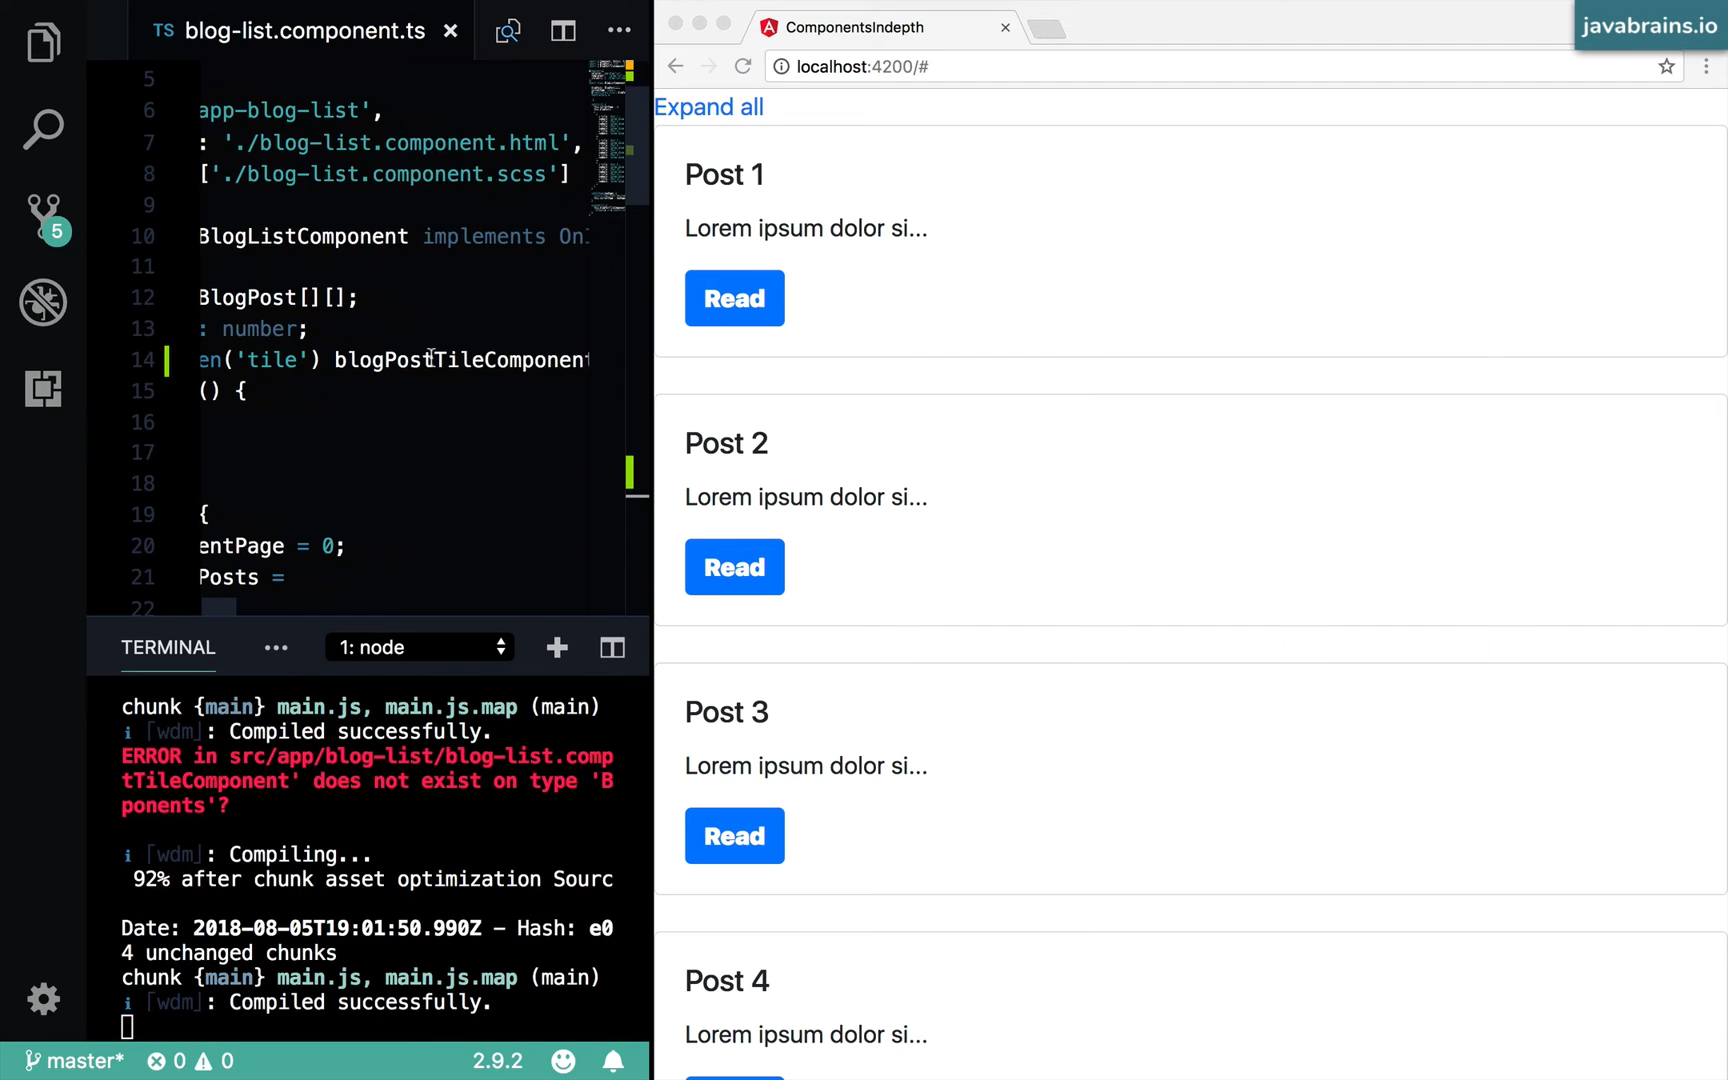 TS blog-list.component.ts
5
6 app-blog-list',
7 : './blog-list.component.html',
8 ['./blog-list.component.scss']
9
10 BlogListComponent implements On
11
12 BlogPost[][];
13 : number;
14 en('tile') blogPostTileComponent
15 () {
16
17
18
19 {
20 entPage = 0;
21 Posts =
22
5
TERMINAL
1: node
chunk {main} main.js, main.js.map (main)
i ｢wdm｣: Compiled successfully.
ERROR in src/app/blog-list/blog-list.comp
tTileComponent' does not exist on type 'B
ponents'?
i ｢wdm｣: Compiling...
92% after chunk asset optimization Sourc
Date: 2018-08-05T19:01:50.990Z - Hash: e0
4 unchanged chunks
chunk {main} main.js, main.js.map (main)
i ｢wdm｣: Compiled successfully.
master* 0 0 2.9.2
ComponentsIndepth
javabrains.io
localhost:4200/#
Expand all
Post 1
Lorem ipsum dolor si...
Read
Post 2
Lorem ipsum dolor si...
Read
Post 3
Lorem ipsum dolor si...
Read
Post 4
Lorem ipsum dolor si...